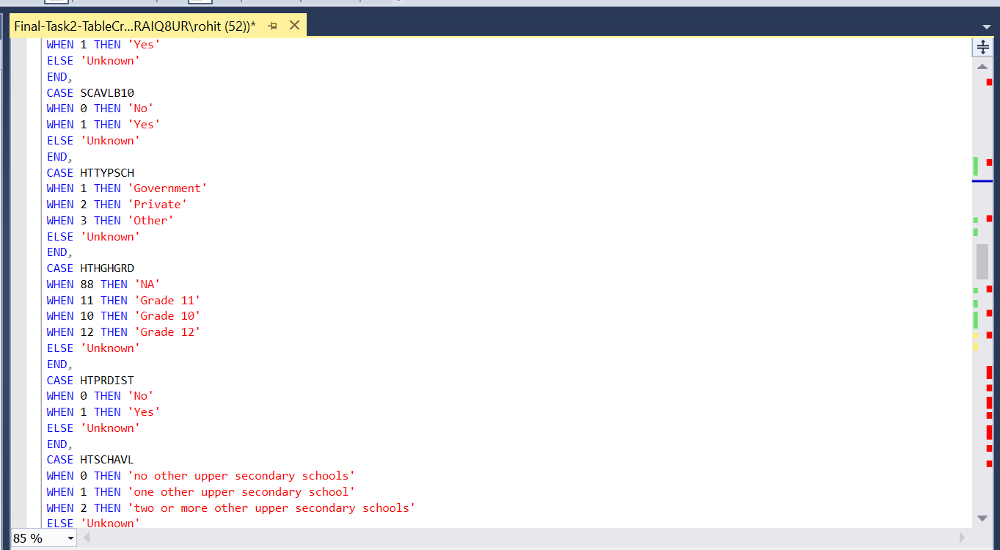 Final-Task2-TableCr...RAIQ8UR\rohit (52))*
WHEN 1 THEN 'Yes'
ELSE 'Unknown'
END,
CASE SCAVLB10
WHEN 0 THEN 'No'
WHEN 1 THEN 'Yes'
ELSE 'Unknown'
END,
CASE HTTYPSCH
WHEN 1 THEN 'Government'
WHEN 2 THEN 'Private'
WHEN 3 THEN 'Other'
ELSE 'Unknown'
END,
CASE HTHGHGRD
WHEN 88 THEN 'NA'
WHEN 11 THEN 'Grade 11'
WHEN 10 THEN 'Grade 10'
WHEN 12 THEN 'Grade 12'
ELSE 'Unknown'
END,
CASE HTPRDIST
WHEN 0 THEN 'No'
WHEN 1 THEN 'Yes'
ELSE 'Unknown'
END,
CASE HTSCHAVL
WHEN 0 THEN 'no other upper secondary schools'
WHEN 1 THEN 'one other upper secondary school'
WHEN 2 THEN 'two or more other upper secondary schools'
ELSE 'Unknown'
85 %